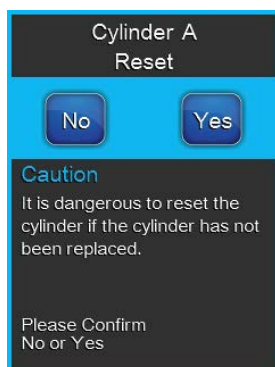 Cylinder A
Reset
No
Yes
Caution
It is dangerous to reset the
cylinder if the cylinder has not
been replaced.
Please Confirm
No or Yes